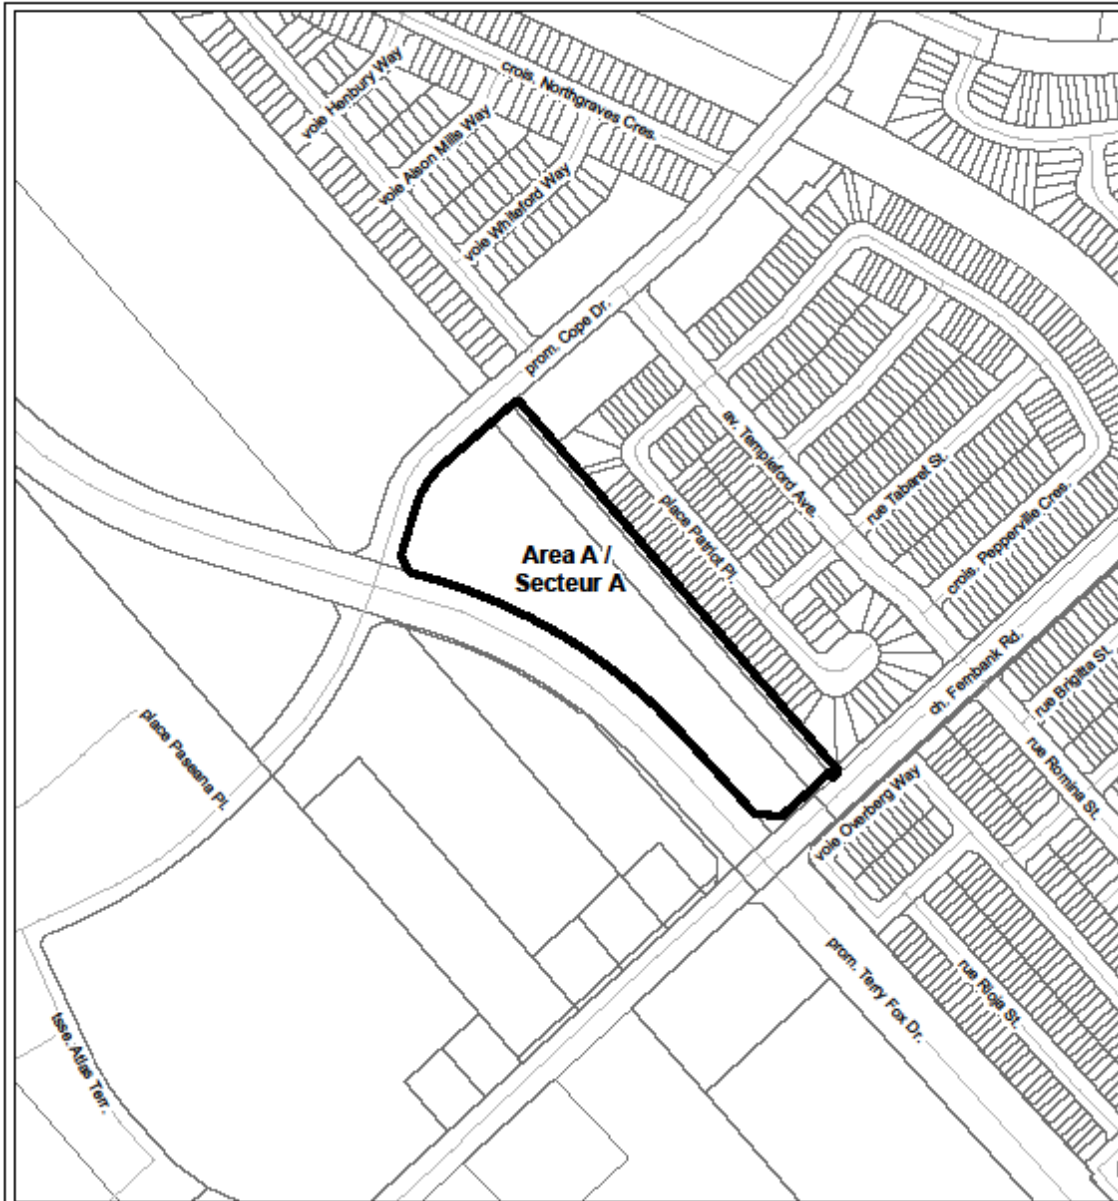 crois. Northgraves Cres.
voie Henbury Way
voie Alson Mills Way
voie Whiteford Way
prom. Cope Dr.
av. Templeford Ave.
rue Tabaret St.
place Patriot Pl.
crois. Pepperville Cres.
Area A /
Secteur A
ch. Fernbank Rd.
rue Brigitta St.
rue Romina St.
place Paseana Pl.
voie Overberg Way
prom. Terry Fox Dr.
rue Rioja St.
tsse. Atlas Terr.